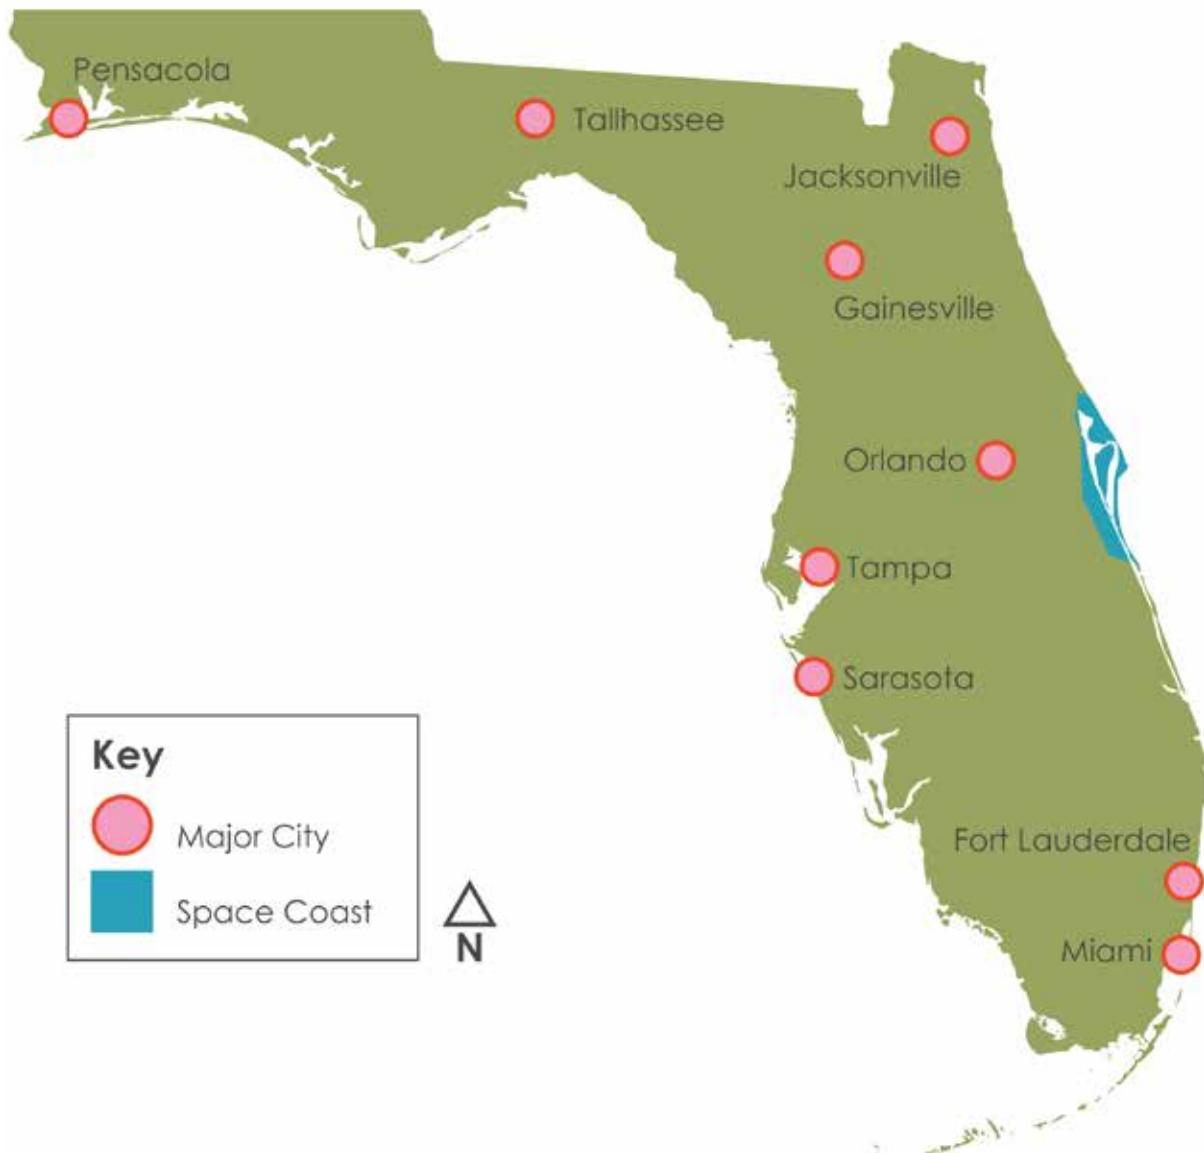 Pensacola
Tallhassee
Jacksonville
Gainesville
Orlando
Tampa
Sarasota
Key
Major City
Space Coast
N
Fort Lauderdale
Miami